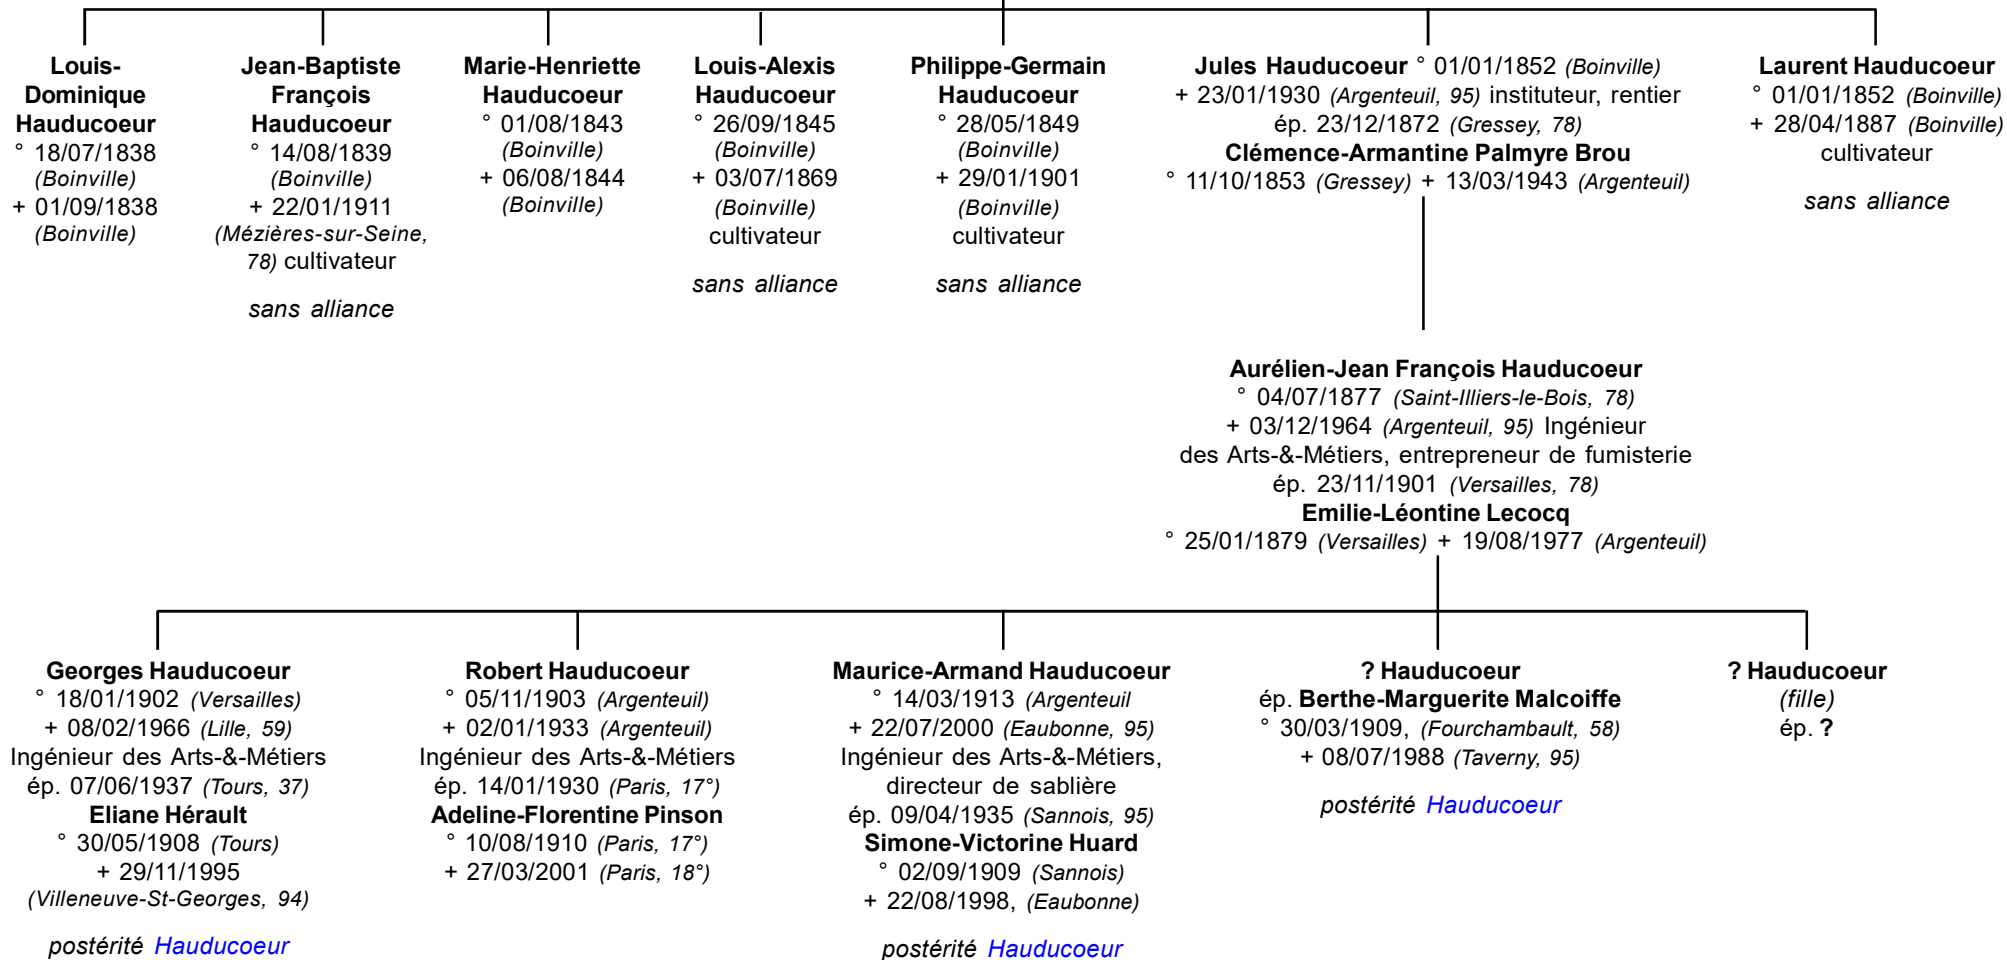 Louis-
Dominique
Hauducoeur
° 18/07/1838
(Boinville)
+ 01/09/1838
(Boinville)
Jean-Baptiste
François
Hauducoeur
° 14/08/1839
(Boinville)
+ 22/01/1911
(Mézières-sur-Seine,
78) cultivateur
sans alliance
Marie-Henriette
Hauducoeur
° 01/08/1843
(Boinville)
+ 06/08/1844
(Boinville)
Louis-Alexis
Hauducoeur
° 26/09/1845
(Boinville)
+ 03/07/1869
(Boinville)
cultivateur
sans alliance
Philippe-Germain
Hauducoeur
° 28/05/1849
(Boinville)
+ 29/01/1901
(Boinville)
cultivateur
sans alliance
Jules Hauducoeur ° 01/01/1852 (Boinville)
+ 23/01/1930 (Argenteuil, 95) instituteur, rentier
ép. 23/12/1872 (Gressey, 78)
Clémence-Armantine Palmyre Brou
° 11/10/1853 (Gressey) + 13/03/1943 (Argenteuil)
Laurent Hauducoeur
° 01/01/1852 (Boinville)
+ 28/04/1887 (Boinville)
cultivateur
sans alliance
Aurélien-Jean François Hauducoeur
° 04/07/1877 (Saint-Illiers-le-Bois, 78)
+ 03/12/1964 (Argenteuil, 95) Ingénieur
des Arts-&-Métiers, entrepreneur de fumisterie
ép. 23/11/1901 (Versailles, 78)
Emilie-Léontine Lecocq
° 25/01/1879 (Versailles) + 19/08/1977 (Argenteuil)
Georges Hauducoeur
° 18/01/1902 (Versailles)
+ 08/02/1966 (Lille, 59)
Ingénieur des Arts-&-Métiers
ép. 07/06/1937 (Tours, 37)
Eliane Hérault
° 30/05/1908 (Tours)
+ 29/11/1995
(Villeneuve-St-Georges, 94)
postérité Hauducoeur
Robert Hauducoeur
° 05/11/1903 (Argenteuil)
+ 02/01/1933 (Argenteuil)
Ingénieur des Arts-&-Métiers
ép. 14/01/1930 (Paris, 17°)
Adeline-Florentine Pinson
° 10/08/1910 (Paris, 17°)
+ 27/03/2001 (Paris, 18°)
Maurice-Armand Hauducoeur
° 14/03/1913 (Argenteuil
+ 22/07/2000 (Eaubonne, 95)
Ingénieur des Arts-&-Métiers,
directeur de sablière
ép. 09/04/1935 (Sannois, 95)
Simone-Victorine Huard
° 02/09/1909 (Sannois)
+ 22/08/1998, (Eaubonne)
postérité Hauducoeur
? Hauducoeur
ép. Berthe-Marguerite Malcoiffe
° 30/03/1909, (Fourchambault, 58)
+ 08/07/1988 (Taverny, 95)
postérité Hauducoeur
? Hauducoeur
(fille)
ép. ?